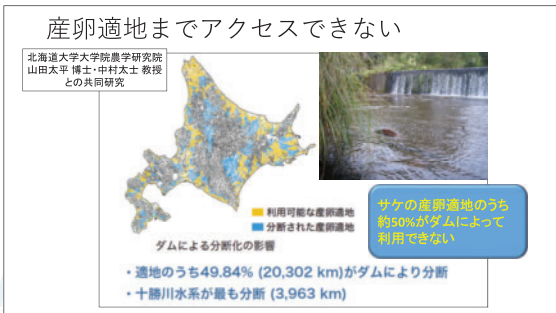 産卵適地までアクセスできない
北海道大学大学院農学研究院
山田太平 博士・中村太士 教授
との共同研究
利用可能な産卵適地
分断された産卵適地
ダムによる分断化の影響
サケの産卵適地のうち
約50%がダムによって
利用できない
・適地のうち49.84% (20,302 km)がダムにより分断
・十勝川水系が最も分断 (3,963 km)